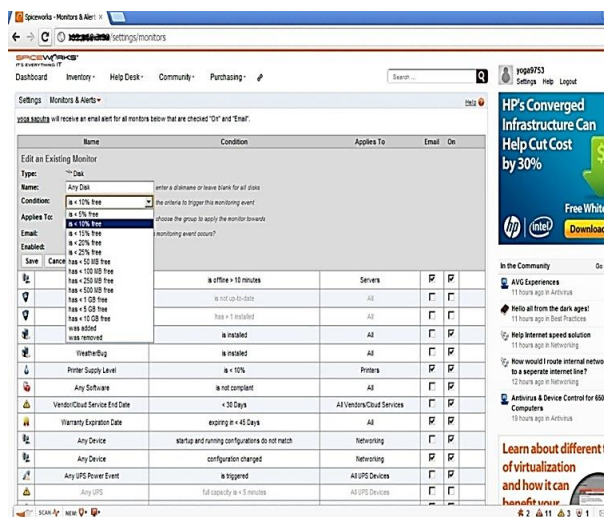 Spiceworks - Monitors & Alert
/settings/monitors
SPICEWORKS
IT'S EVERYTHING IT
Dashboard Inventory Help Desk Community Purchasing
Search ...
yoga9753
Settings Help Logout
Settings Monitors & Alerts
Help
yoga saputra will receive an email alert for all monitors below that are checked "On" and "Email".
Name Condition Applies To Email On
Edit an Existing Monitor
Type: Disk
Name: Any Disk enter a diskname or leave blank for all disks
Condition: is < 10% free the criteria to trigger this monitoring event
Applies To: choose the group to apply the monitor towards
Email: monitoring event occurs?
Enabled:
Save Cance
is < 5% free
is < 10% free
is < 15% free
is < 20% free
is < 25% free
has < 50 MB free
has < 100 MB free
has < 250 MB free
has < 500 MB free
has < 1 GB free
has < 5 GB free
has < 10 GB free
was added
was removed
is offline > 10 minutes Servers
is not up-to-date All
has > 1 installed All
is installed All
WeatherBug is installed All
Printer Supply Level is < 10% Printers
Any Software is not compliant All
Vendor/Cloud Service End Date < 30 Days All Vendors/Cloud Services
Warranty Expiration Date expiring in < 45 Days All
Any Device startup and running configurations do not match Networking
Any Device configuration changed Networking
Any UPS Power Event is triggered All UPS Devices
Any UPS full capacity is < 5 minutes All UPS Devices
HP's Converged
Infrastructure Can
Help Cut Cost
by 30%
Free White
hp intel Download
In the Community Go
AVG Experiences
11 hours ago in Antivirus
Hello all from the dark ages!
11 hours ago in Best Practices
Help Internet speed solution
11 hours ago in Networking
How would I route internal netwo
to a seperate internet line?
12 hours ago in Networking
Antivirus & Device Control for 650
Computers
19 hours ago in Antivirus
Learn about different t
of virtualization
and how it can
benefit your
SCAN NEW
2 11 3 1